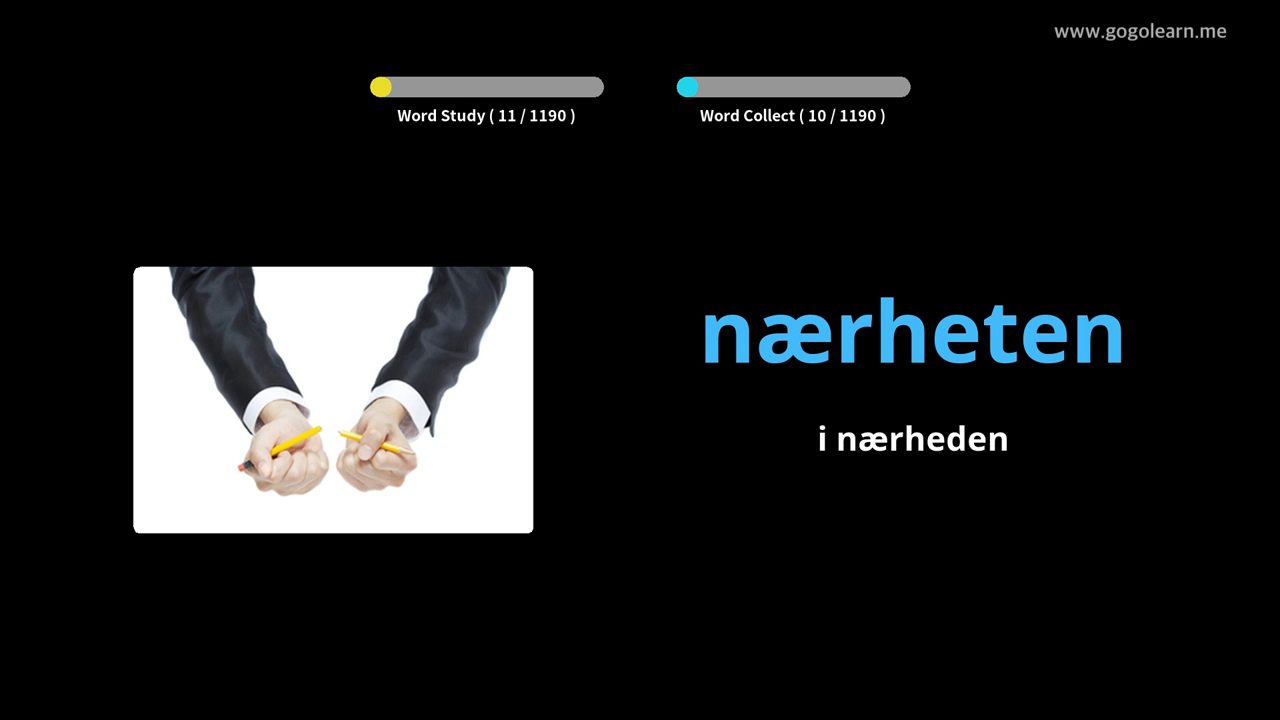 www.gogolearn.me
Word Study ( 11 / 1190 )
Word Collect ( 10 / 1190 )
nærheten
i nærheden